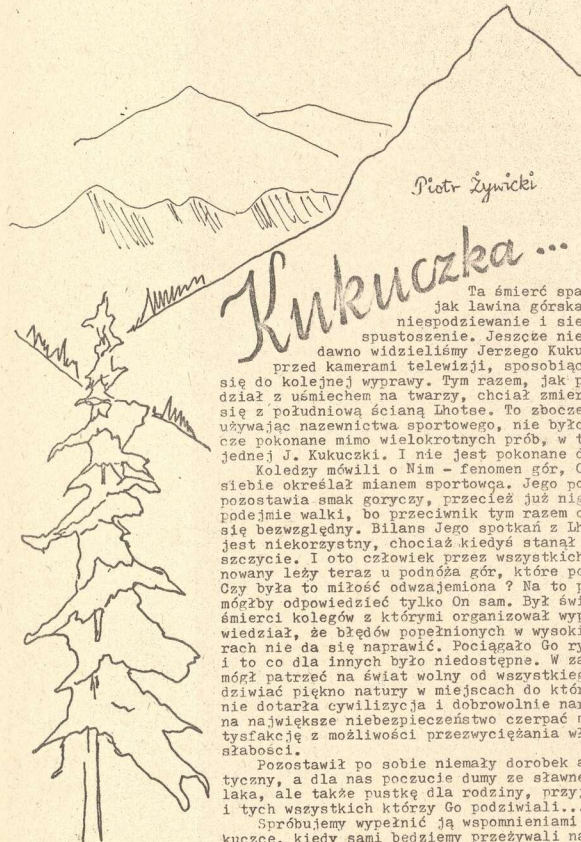 Piotr Żywicki
Kukuczka...
Ta śmierć spa
jak lawina górska
niespodziewanie i sie
spustoszenie. Jeszcze nie
dawno widzieliśmy Jerzego Kuku
przed kamerami telewizji, sposobiąc
się do kolejnej wyprawy. Tym razem, jak p
dział z uśmiechem na twarzy, chciał zmier
się z południową ścianą Lhotse. To zbocze
używając nazewnictwa sportowego, nie było
cze pokonane mimo wielokrotnych prób, w t
jednej J. Kukuczki. I nie jest pokonane d
Koledzy mówili o Nim - fenomen gór, O
siebie określał mianem sportowca. Jego po
pozostawia smak goryczy, przecież już nig
podejmie walki, bo przeciwnik tym razem o
się bezwzględny. Bilans Jego spotkań z Lh
jest niekorzystny, chociaż kiedyś stanął
szczycie. I oto człowiek przez wszystkich
nowany leży teraz u podnóża gór, które po
Czy była to miłość odwzajemiona ? Na to p
mógłby odpowiedzieć tylko On sam. Był świ
śmierci kolegów z którymi organizował wyp
wiedział, że błędów popełnionych w wysoki
rach nie da się naprawić. Pociągało Go ry
i to co dla innych było niedostępne. W za
mógł patrzeć na świat wolny od wszystkieg
dziwiać piękno natury w miejscach do któr
nie dotarła cywilizacja i dobrowolnie nar
na największe niebezpieczeństwo czerpać
tysfakcję z możliwości przezwyciężania wł
słabości.
Pozostawił po sobie niemały dorobek a
tyczny, a dla nas poczucie dumy ze sławne
laka, ale także pustkę dla rodziny, przyj
i tych wszystkich którzy Go podziwiali...
Spróbujemy wypełnić ją wspomnieniami
kuczce, kiedy sami będziemy przeżywali na